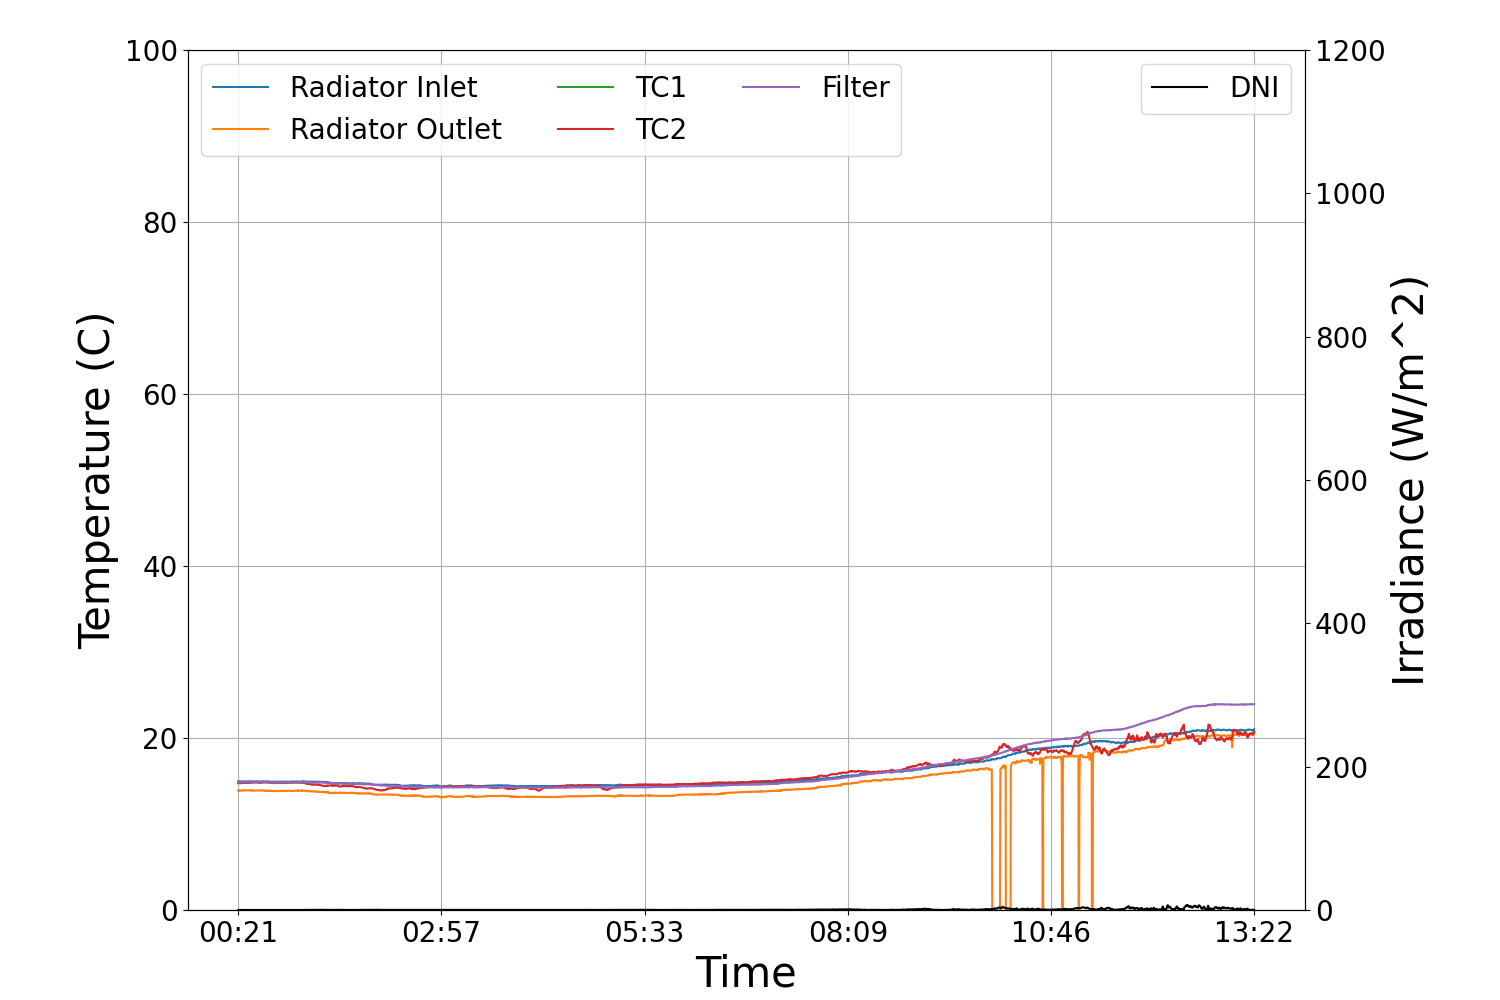 100
80
60
40
20
0
Temperature (C)
Radiator Inlet
Radiator Outlet
TC1
TC2
Filter
DNI
1200
1000
800
600
400
200
0
Irradiance (W/m^2)
00:21 02:57 05:33 08:09 10:46 13:22
Time